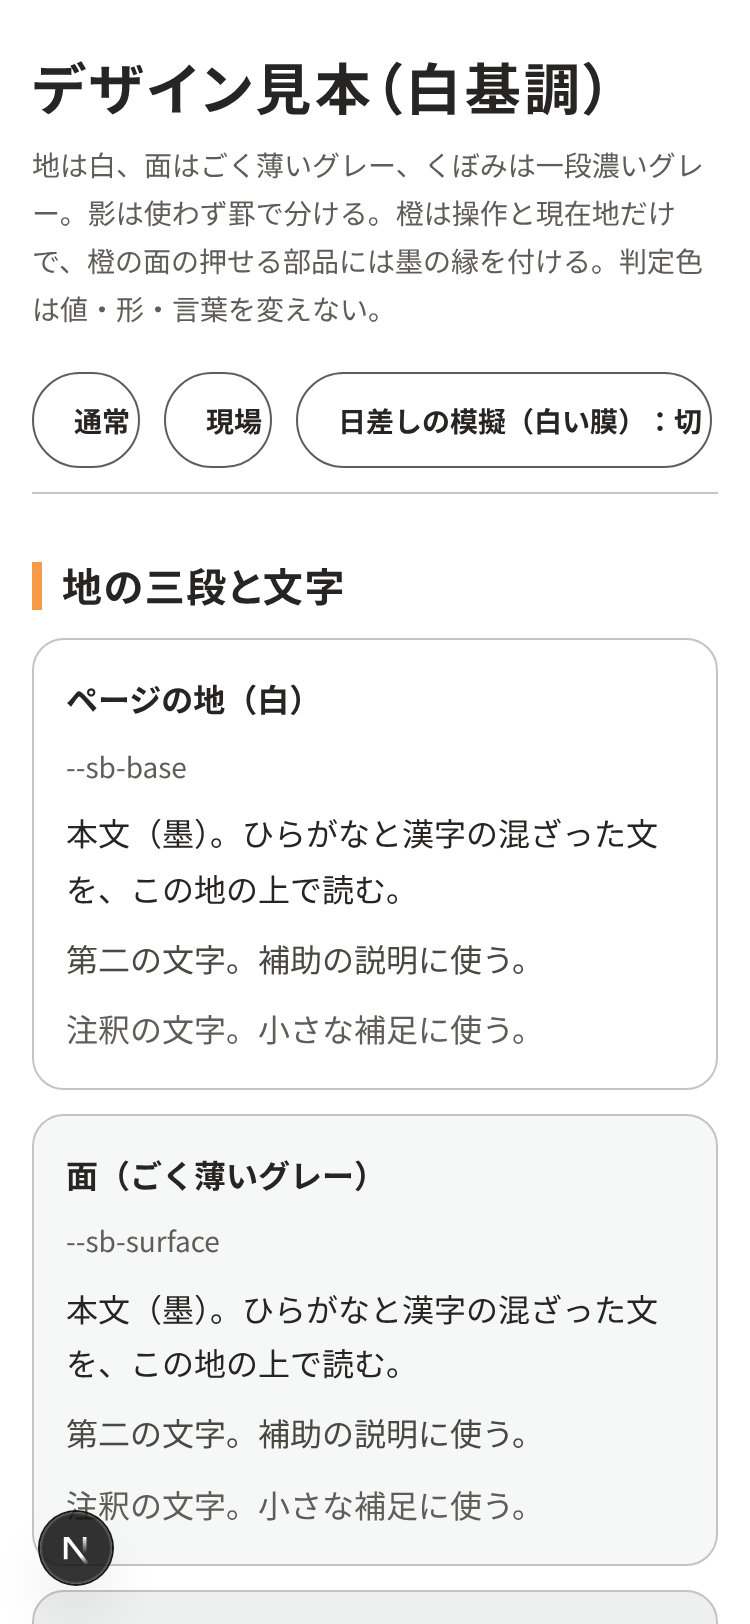 デザイン見本（白基調）
地は白、面はごく薄いグレー、くぼみは一段濃いグレ
ー。影は使わず罫で分ける。橙は操作と現在地だけ
で、橙の面の押せる部品には墨の縁を付ける。判定色
は値・形・言葉を変えない。
通常 現場 日差しの模擬（白い膜）：切
地の三段と文字
ページの地（白）
--sb-base
本文（墨）。ひらがなと漢字の混ざった文
を、この地の上で読む。
第二の文字。補助の説明に使う。
注釈の文字。小さな補足に使う。
面（ごく薄いグレー）
--sb-surface
本文（墨）。ひらがなと漢字の混ざった文
を、この地の上で読む。
第二の文字。補助の説明に使う。
注釈の文字。小さな補足に使う。
N